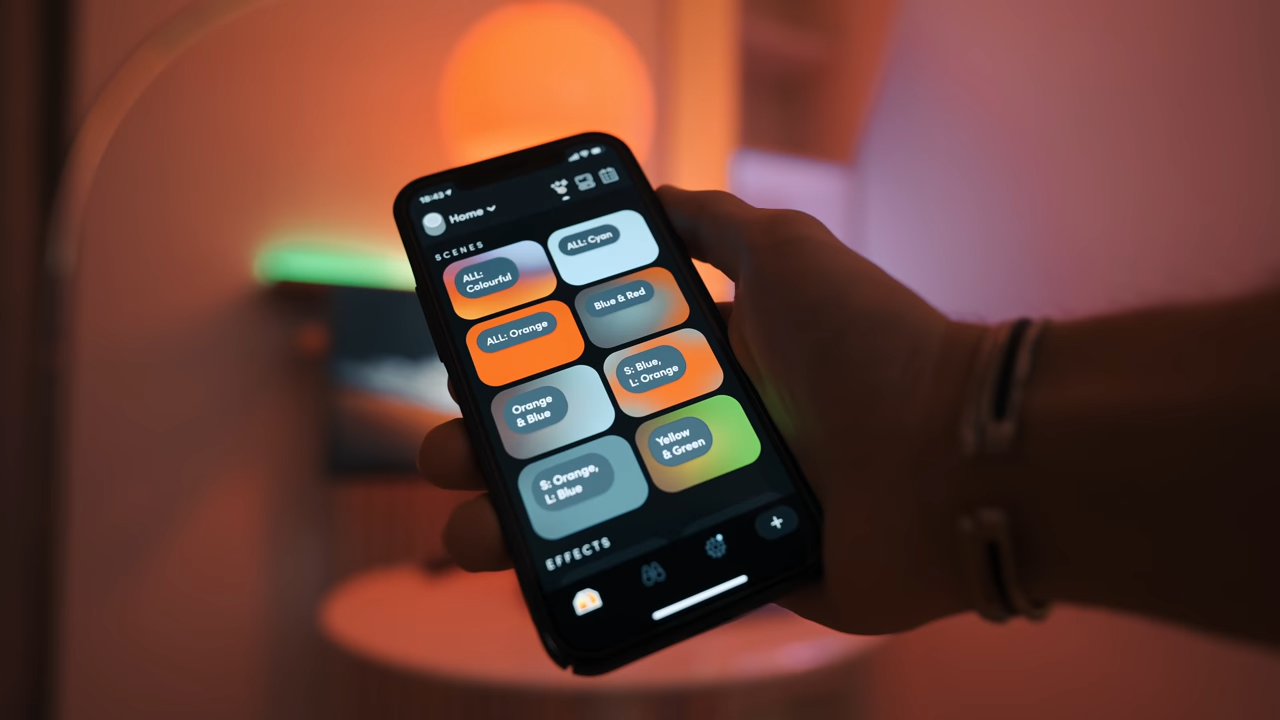 18:43
Home
SCENES
ALL:
Colourful
ALL: Cyan
ALL: Orange
Blue & Red
Orange
& Blue
S: Blue,
L: Orange
S: Orange,
L: Blue
Yellow
& Green
EFFECTS